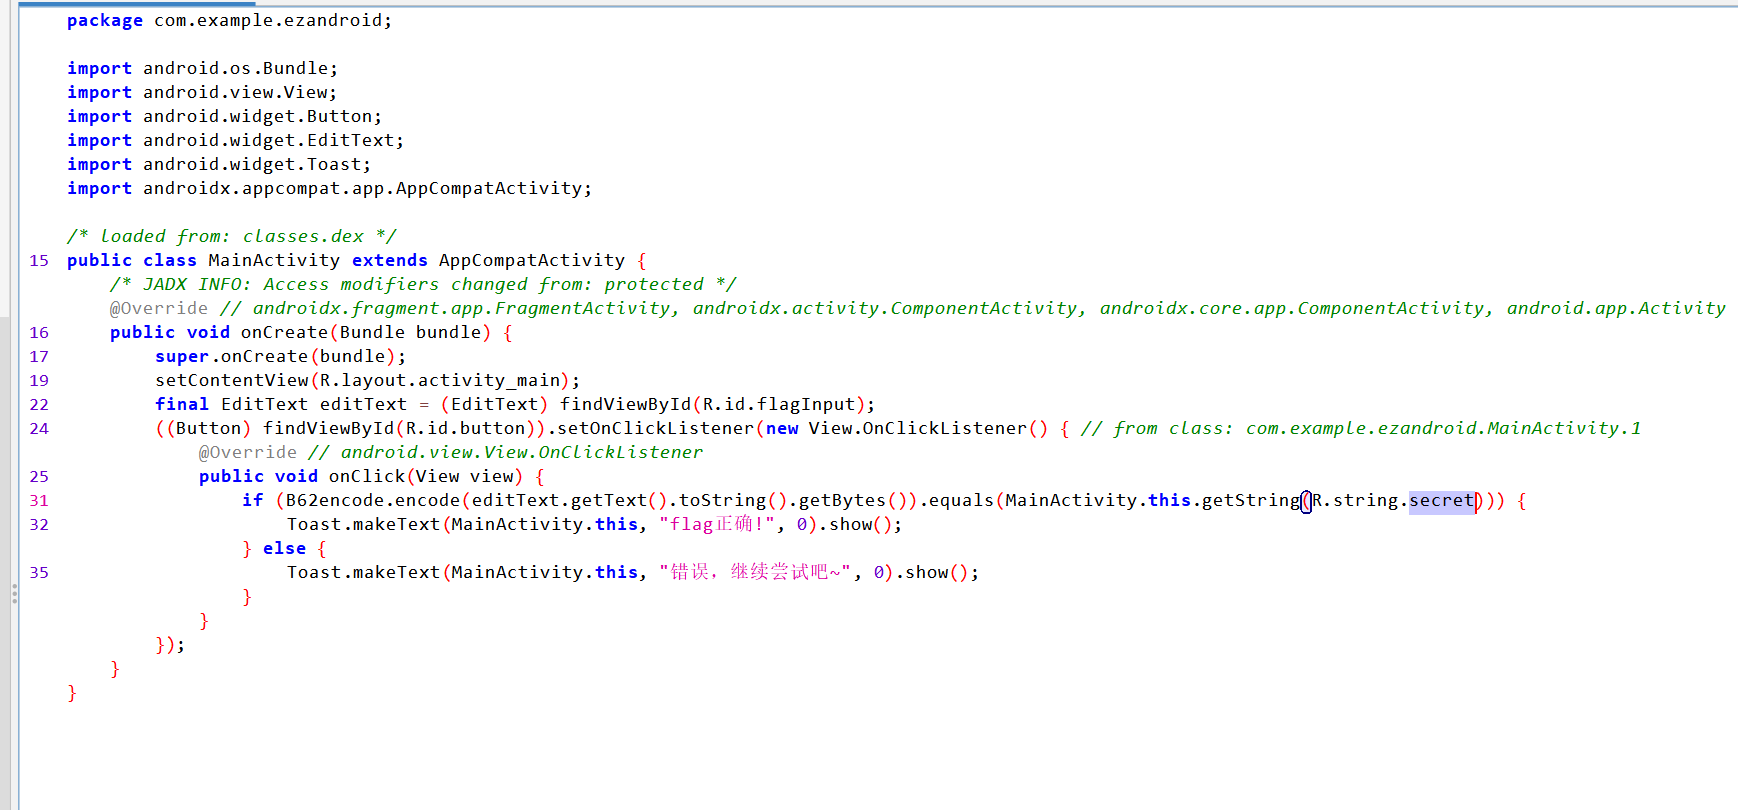 package com.example.ezandroid;
import android.os.Bundle;
import android.view.View;
import android.widget.Button;
import android.widget.EditText;
import android.widget.Toast;
import androidx.appcompat.app.AppCompatActivity;
/* loaded from: classes.dex */
15 public class MainActivity extends AppCompatActivity {
/* JADX INFO: Access modifiers changed from: protected */
@Override // androidx.fragment.app.FragmentActivity, androidx.activity.ComponentActivity, androidx.core.app.ComponentActivity, android.app.Activity
16 public void onCreate(Bundle bundle) {
17 super.onCreate(bundle);
19 setContentView(R.layout.activity_main);
22 final EditText editText = (EditText) findViewById(R.id.flagInput);
24 ((Button) findViewById(R.id.button)).setOnClickListener(new View.OnClickListener() { // from class: com.example.ezandroid.MainActivity.1
@Override // android.view.View.OnClickListener
25 public void onClick(View view) {
31 if (B62encode.encode(editText.getText().toString().getBytes()).equals(MainActivity.this.getString(R.string.secret))) {
32 Toast.makeText(MainActivity.this, "flag正确!", 0).show();
} else {
35 Toast.makeText(MainActivity.this, "错误，继续尝试吧~", 0).show();
}
}
});
}
}